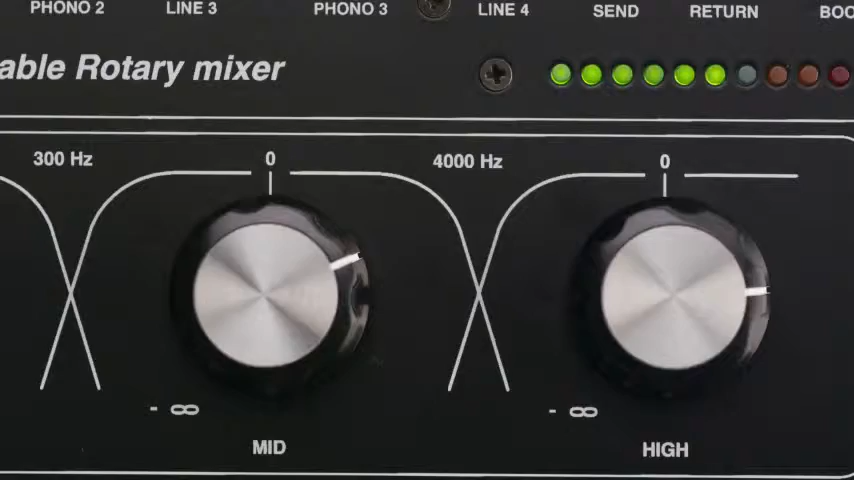 PHONO 2 LINE 3 PHONO 3 LINE 4 SEND RETURN
able Rotary mixer
300 Hz 0 4000 Hz 0
- ∞ - ∞
MID HIGH